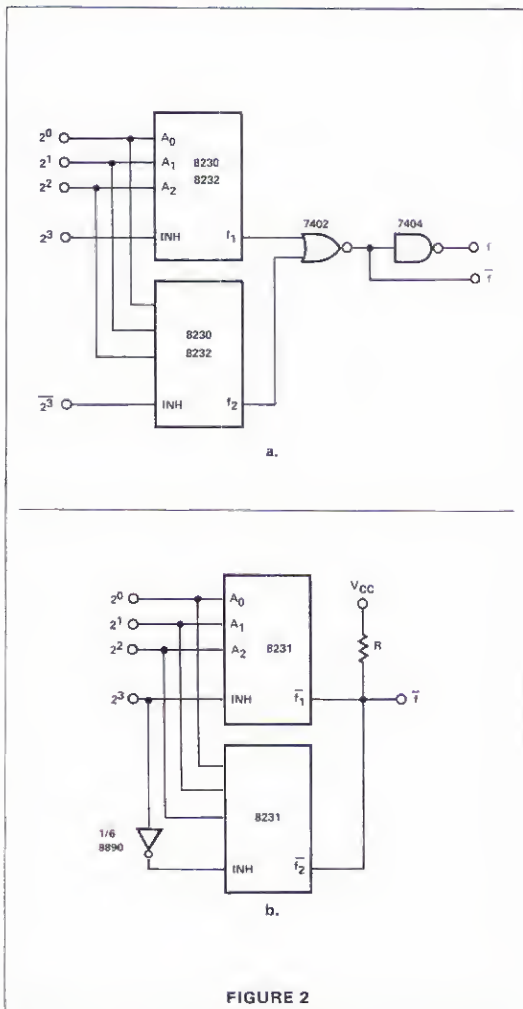 2⁰ A₀
2¹ A₁ 8230
2² A₂ 8232
7402 7404
2³ INH f₁ f
f̅
8230
8232
2̅³̅ INH f₂
a.
V_CC
2⁰ A₀
2¹ A₁ R
2² A₂ 8231
2³ INH f̅₁̅ f̅
1/6
8890 8231
INH f̅₂̅
b.
FIGURE 2